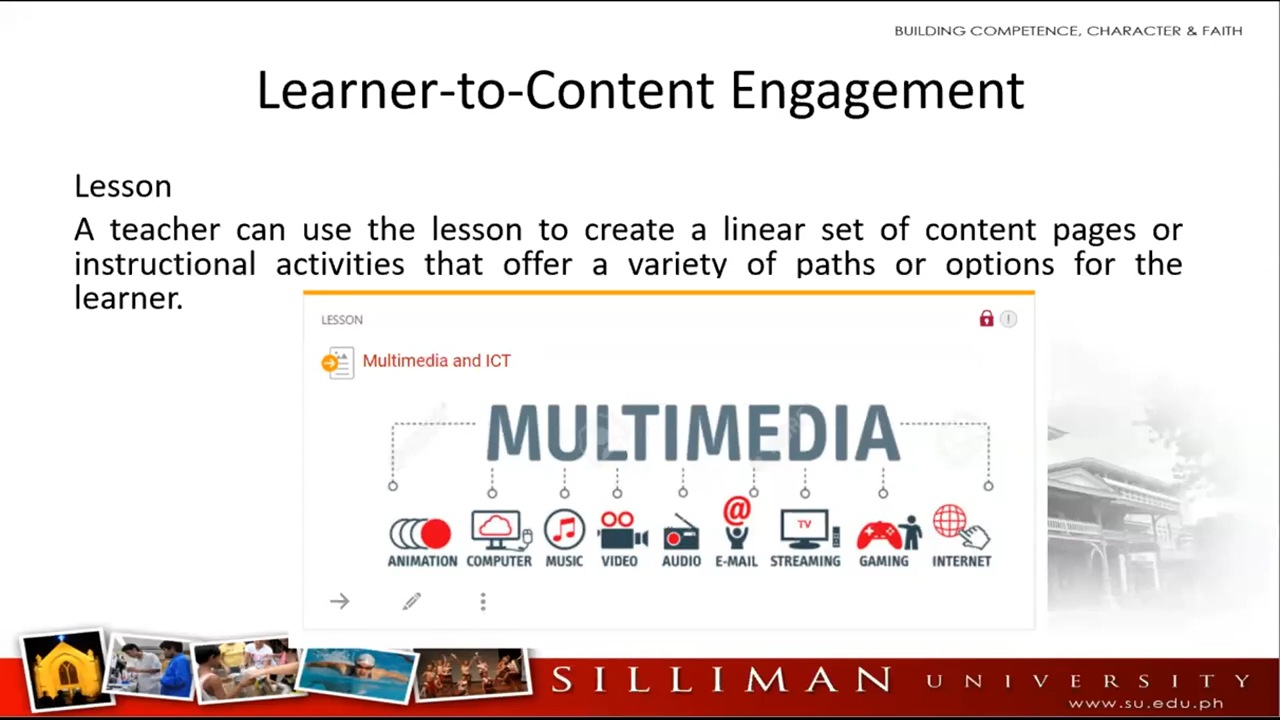 BUILDING COMPETENCE, CHARACTER & FAITH
Learner-to-Content Engagement
Lesson
A teacher can use the lesson to create a linear set of content pages or
instructional activities that offer a variety of paths or options for the
learner.
LESSON
Multimedia and ICT
MULTIMEDIA
@
TV
ANIMATION COMPUTER MUSIC VIDEO AUDIO E-MAIL STREAMING GAMING INTERNET
SILLIMAN UNIVERSITY
www.su.edu.ph